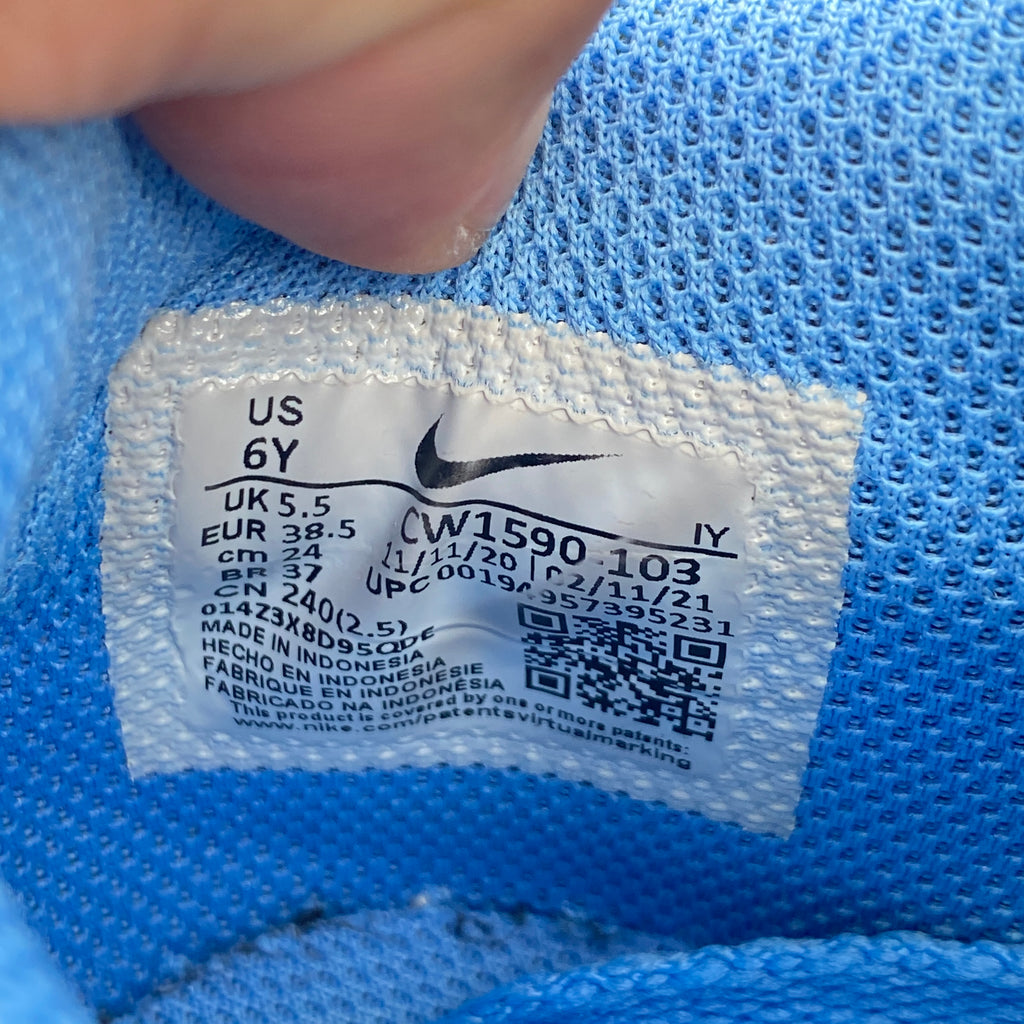 US
6Y
UK 5.5
EUR 38.5
cm 24
BR 37
CN 240(2.5)
IY
CW1590 103
11/11/20 | 02/11/21
UPC
014Z3X8D95QDE
MADE IN INDONESIA
HECHO EN INDONESIA
FABRIQUE EN INDONESIE
FABRICADO NA INDONÉSIA
This product is covered by one or more patents:
www.nike.com/patentsvirtualmarking